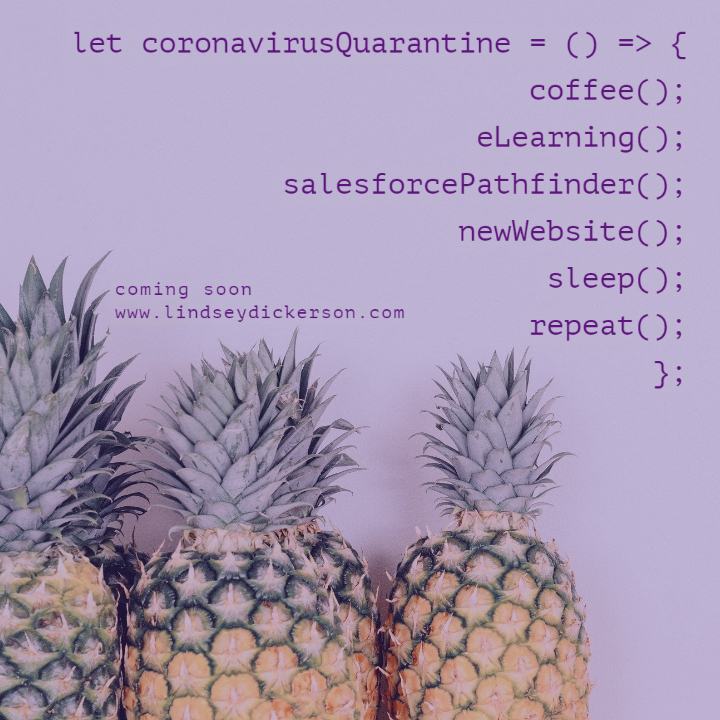 let coronavirusQuarantine = () => {
coffee();
eLearning();
salesforcePathfinder();
newWebsite();
sleep();
repeat();
};
coming soon
www.lindseydickerson.com